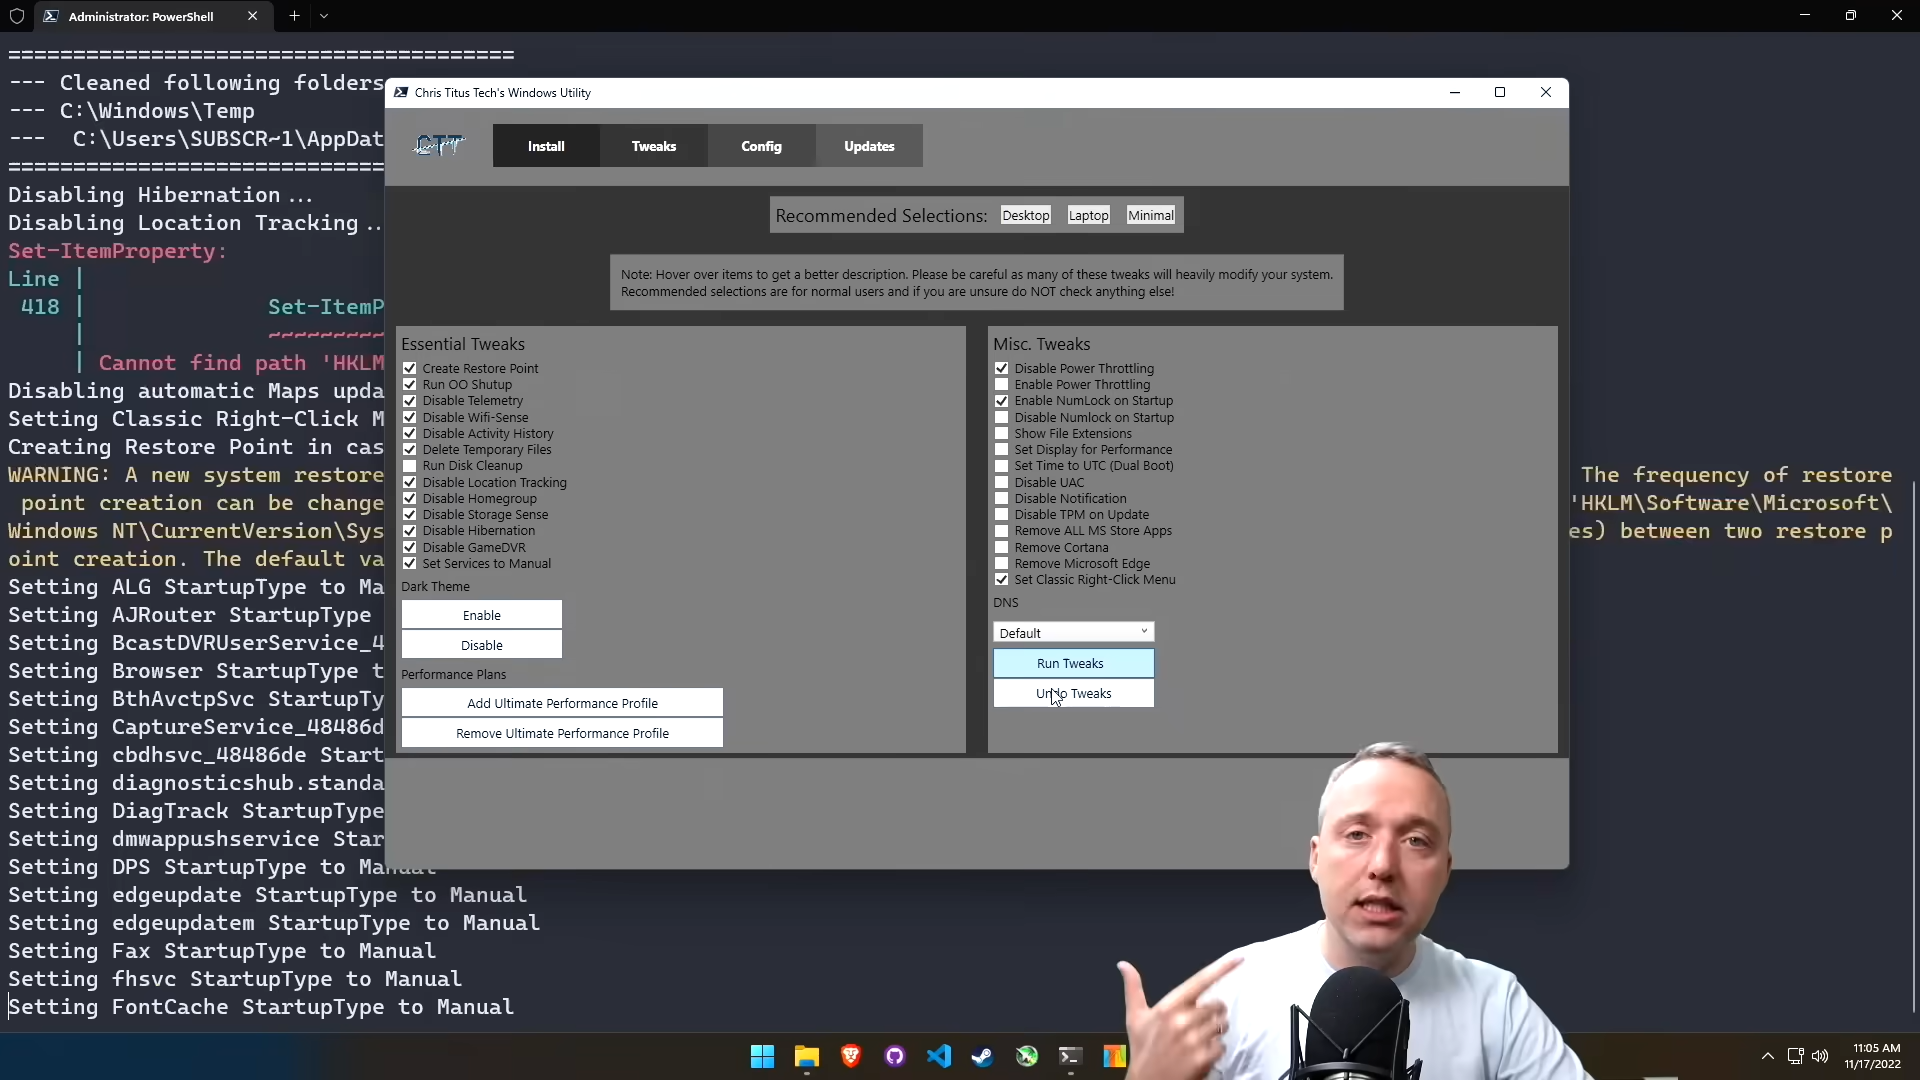 Administrator: PowerShell
========================================
--- Cleaned following folders
--- C:\Windows\Temp
--- C:\Users\SUBSCR~1\AppDat
Disabling Hibernation...
Disabling Location Tracking..
Set-ItemProperty:
Line |
418 | Set-ItemP
| ~~~~~~~~~
| Cannot find path 'HKLM
Disabling automatic Maps upda
Setting Classic Right-Click M
Creating Restore Point in cas
WARNING: A new system restore
The frequency of restore
point creation can be change
'HKLM\Software\Microsoft\
Windows NT\CurrentVersion\Sys
es) between two restore p
oint creation. The default va
Setting ALG StartupType to Ma
Setting AJRouter StartupType
Setting BcastDVRUserService_4
Setting Browser StartupType t
Setting BthAvctpSvc StartupTy
Setting CaptureService_48486d
Setting cbdhsvc_48486de Start
Setting diagnosticshub.standa
Setting DiagTrack StartupType
Setting dmwappushservice Star
Setting DPS StartupType to Manual
Setting edgeupdate StartupType to Manual
Setting edgeupdatem StartupType to Manual
Setting Fax StartupType to Manual
Setting fhsvc StartupType to Manual
Setting FontCache StartupType to Manual
Chris Titus Tech's Windows Utility
CTT
Install
Tweaks
Config
Updates
Recommended Selections: Desktop Laptop Minimal
Note: Hover over items to get a better description. Please be careful as many of these tweaks will heavily modify your system.
Recommended selections are for normal users and if you are unsure do NOT check anything else!
Essential Tweaks
Create Restore Point
Run OO Shutup
Disable Telemetry
Disable Wifi-Sense
Disable Activity History
Delete Temporary Files
Run Disk Cleanup
Disable Location Tracking
Disable Homegroup
Disable Storage Sense
Disable Hibernation
Disable GameDVR
Set Services to Manual
Dark Theme
Enable
Disable
Performance Plans
Add Ultimate Performance Profile
Remove Ultimate Performance Profile
Misc. Tweaks
Disable Power Throttling
Enable Power Throttling
Enable NumLock on Startup
Disable Numlock on Startup
Show File Extensions
Set Display for Performance
Set Time to UTC (Dual Boot)
Disable UAC
Disable Notification
Disable TPM on Update
Remove ALL MS Store Apps
Remove Cortana
Remove Microsoft Edge
Set Classic Right-Click Menu
DNS
Default
Run Tweaks
Undo Tweaks
11:05 AM
11/17/2022